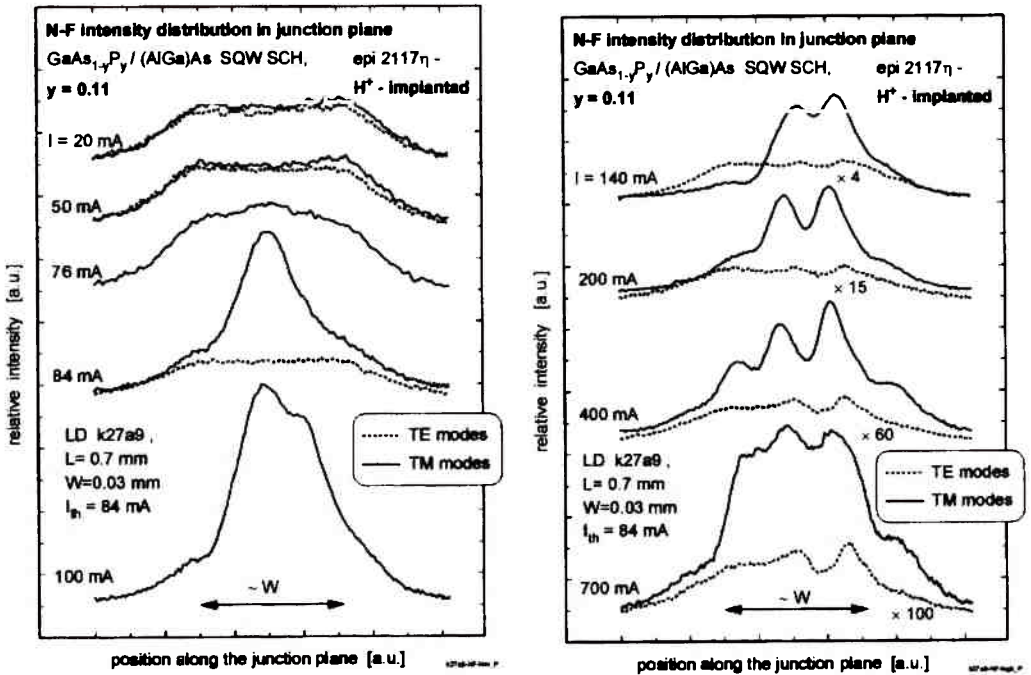 N-F intensity distribution in junction plane
GaAs1-yPy / (AlGa)As SQW SCH, epi 2117η -
y = 0.11 H+ - implanted
I = 20 mA
50 mA
76 mA
84 mA
LD k27a9 ,
L= 0.7 mm
W=0.03 mm
Ith = 84 mA
TE modes
TM modes
100 mA
~ W
relative intensity [a.u.]
position along the junction plane [a.u.]
N-F intensity distribution in junction plane
GaAs1-yPy / (AlGa)As SQW SCH, epi 2117η -
y = 0.11 H+ - implanted
I = 140 mA
× 4
200 mA
× 15
400 mA
× 60
LD k27a9 ,
L= 0.7 mm
W=0.03 mm
Ith = 84 mA
TE modes
TM modes
700 mA
~ W
× 100
relative intensity [a.u.]
position along the junction plane [a.u.]